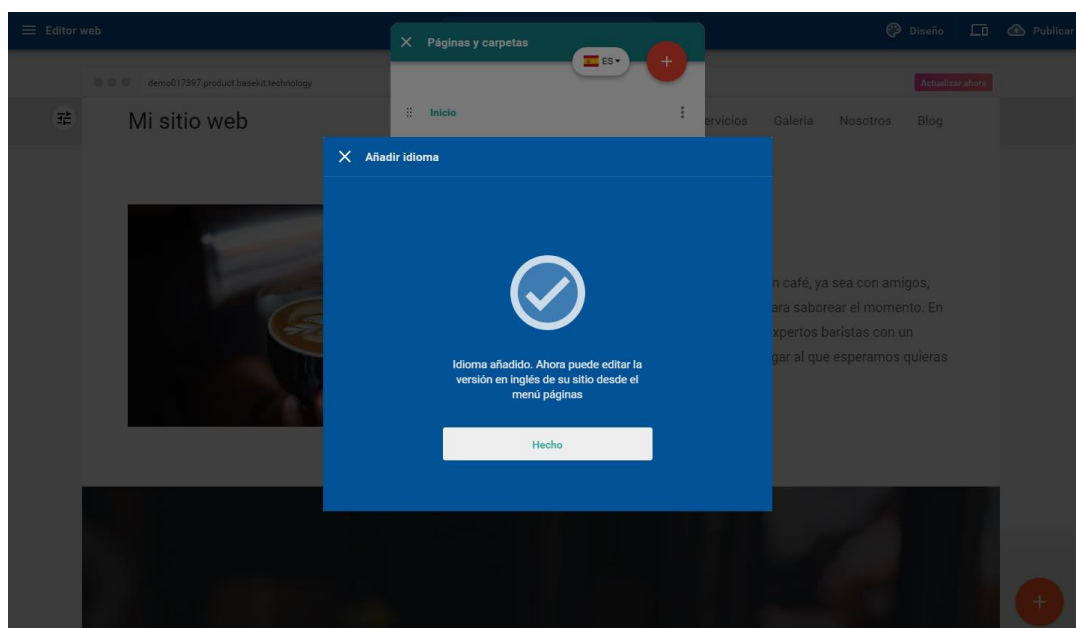 Editor web
Diseño
Publicar
Páginas y carpetas
ES
demo017397.product.basekit.technology
Actualizar ahora
Inicio
Mi sitio web
ervicios Galeria Nosotros Blog
Añadir idioma
n café, ya sea con amigos,
ara saborear el momento. En
xpertos baristas con un
gar al que esperamos quieras
Idioma añadido. Ahora puede editar la
versión en inglés de su sitio desde el
menú páginas
Hecho